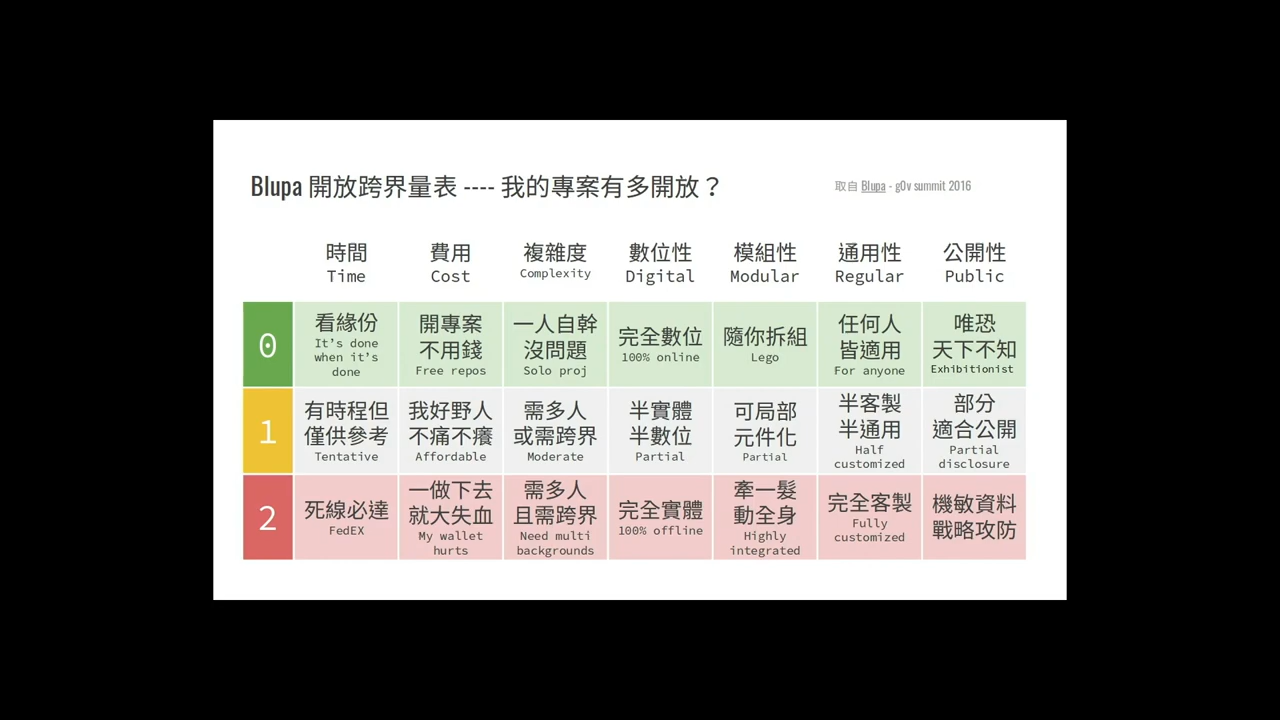 Blupa 開放跨界量表 ---- 我的專案有多開放？
取自 Blupa - g0v summit 2016
時間 費用 複雜度 數位性 模組性 通用性 公開性
Time Cost Complexity Digital Modular Regular Public
0
看緣份
It's done
when it's
done
開專案
不用錢
Free repos
一人自幹
沒問題
Solo proj
完全數位
100% online
隨你拆組
Lego
任何人
皆適用
For anyone
唯恐
天下不知
Exhibitionist
1
有時程但
僅供參考
Tentative
我好野人
不痛不癢
Affordable
需多人
或需跨界
Moderate
半實體
半數位
Partial
可局部
元件化
Partial
半客製
半通用
Half
customized
部分
適合公開
Partial
disclosure
2
死線必達
FedEX
一做下去
就大失血
My wallet
hurts
需多人
且需跨界
Need multi
backgrounds
完全實體
100% offline
牽一髮
動全身
Highly
integrated
完全客製
Fully
customized
機敏資料
戰略攻防